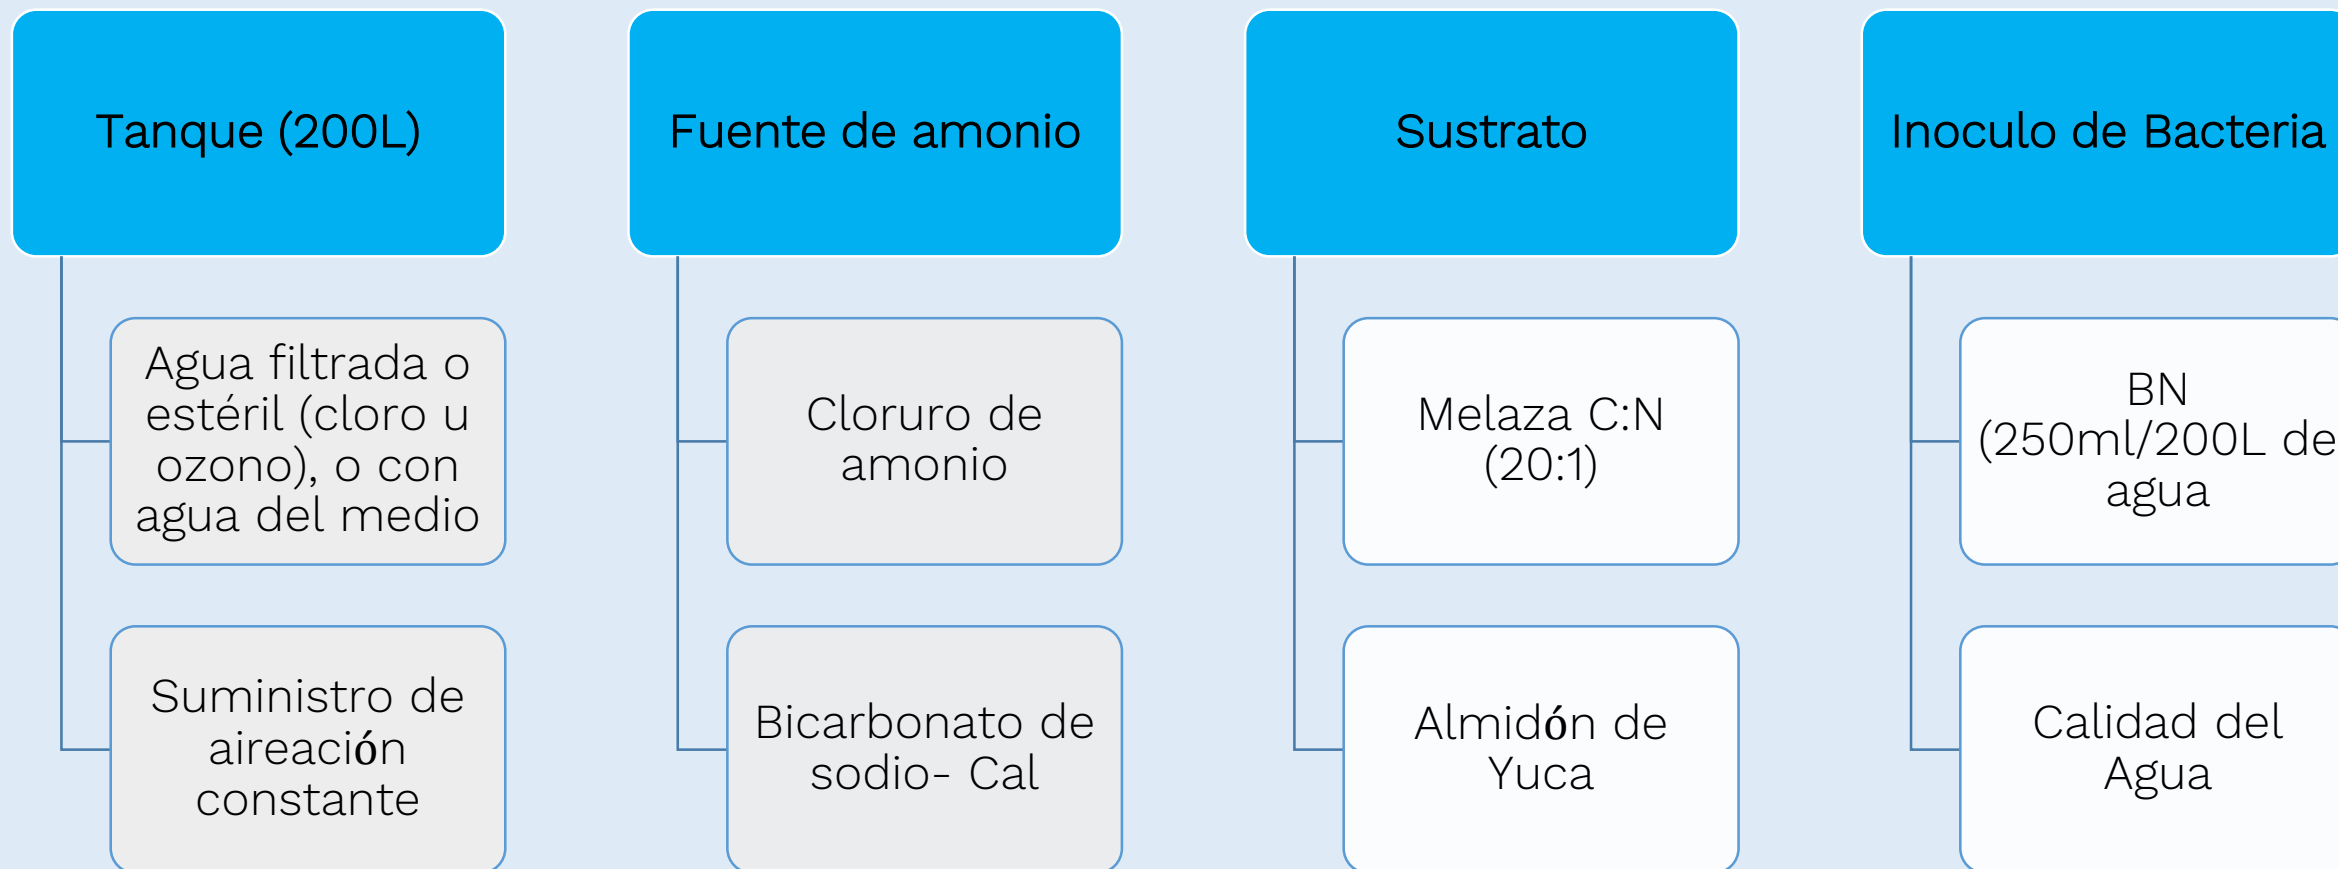 Tanque (200L)
Agua filtrada o
estéril (cloro u
ozono), o con
agua del medio
Suministro de
aireación
constante
Fuente de amonio
Cloruro de
amonio
Bicarbonato de
sodio- Cal
Sustrato
Melaza C:N
(20:1)
Almidón de
Yuca
Inoculo de Bacteria
BN
(250ml/200L de
agua
Calidad del
Agua